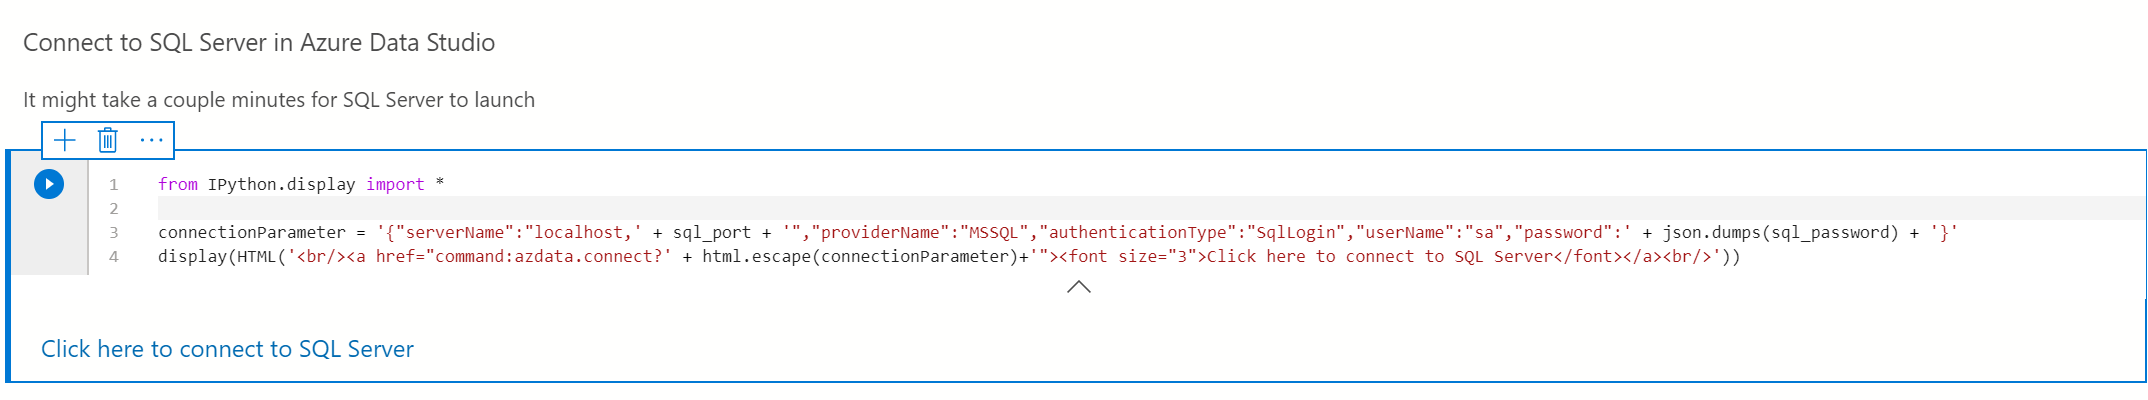 Connect to SQL Server in Azure Data Studio
It might take a couple minutes for SQL Server to launch
1 from IPython.display import *
2
3 connectionParameter = '{"serverName":"localhost,' + sql_port + '","providerName":"MSSQL","authenticationType":"SqlLogin","userName":"sa","password":' + json.dumps(sql_password) + '}'
4 display(HTML('<br/><a href="command:azdata.connect?' + html.escape(connectionParameter)+'"><font size="3">Click here to connect to SQL Server</font></a><br/>'))
Click here to connect to SQL Server